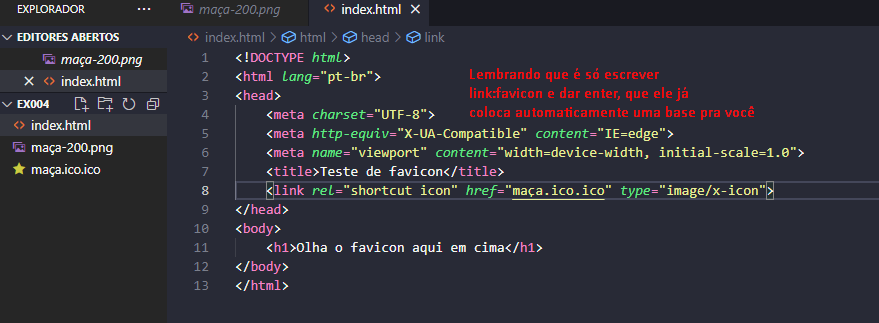 EXPLORADOR ···
EDITORES ABERTOS
maça-200.png
index.html
EX004
index.html
maça-200.png
maça.ico.ico
maça-200.png index.html
index.html > html > head > link
1 <!DOCTYPE html>
2 <html lang="pt-br">
3 <head>
4 <meta charset="UTF-8">
5 <meta http-equiv="X-UA-Compatible" content="IE=edge">
6 <meta name="viewport" content="width=device-width, initial-scale=1.0">
7 <title>Teste de favicon</title>
8 <link rel="shortcut icon" href="maça.ico.ico" type="image/x-icon">
9 </head>
10 <body>
11 <h1>Olha o favicon aqui em cima</h1>
12 </body>
13 </html>
Lembrando que é só escrever
link:favicon e dar enter, que ele já
coloca automaticamente uma base pra você